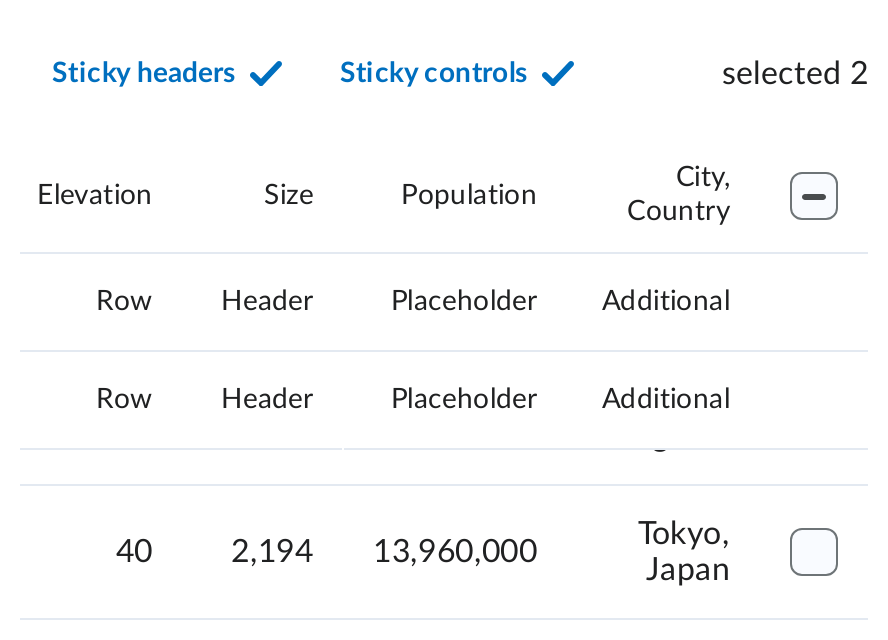 Sticky headers Sticky controls selected 2
Elevation Size Population City,
Country
Row Header Placeholder Additional
Row Header Placeholder Additional
40 2,194 13,960,000 Tokyo,
Japan